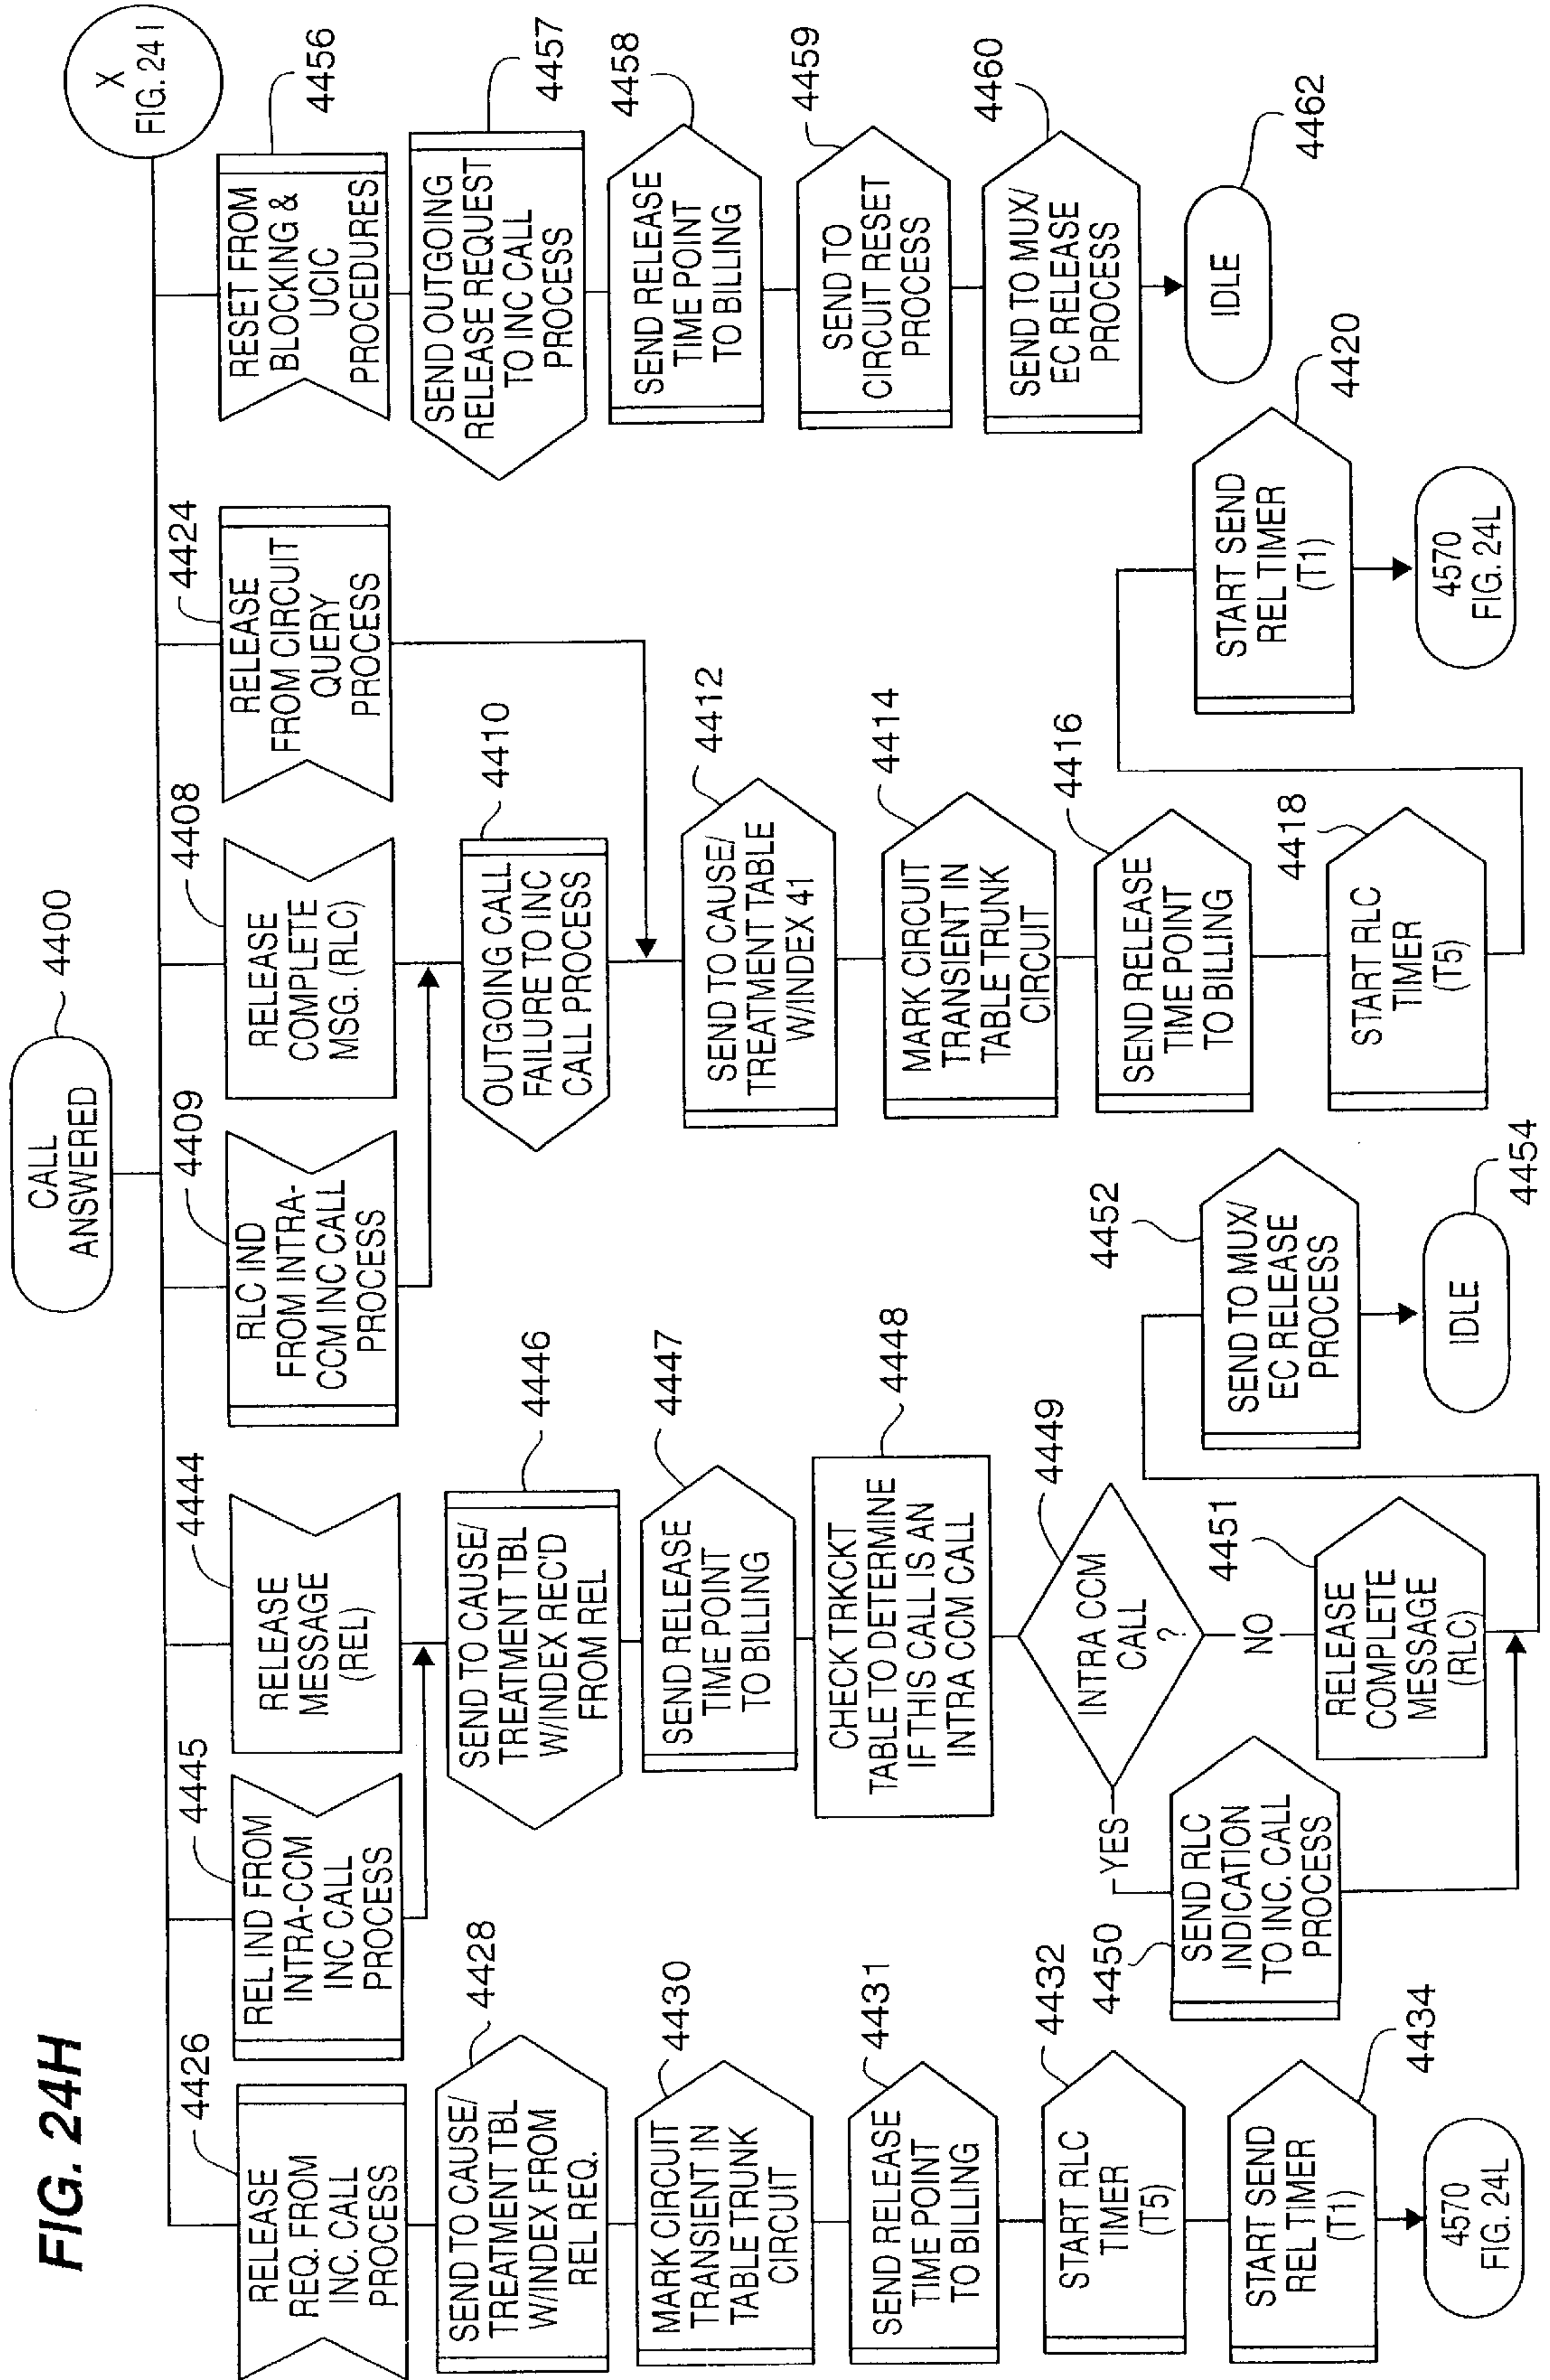 FIG. 24H
CALL
ANSWERED
4400
X
FIG. 24I
RELEASE
REQ. FROM
INC. CALL
PROCESS
4426
SEND TO CAUSE/
TREATMENT TBL
W/INDEX FROM
REL REQ.
4428
MARK CIRCUIT
TRANSIENT IN
TABLE TRUNK
CIRCUIT
4430
SEND RELEASE
TIME POINT
TO BILLING
4431
START RLC
TIMER
(T5)
4432
START SEND
REL TIMER
(T1)
4434
4570
FIG. 24L
REL IND FROM
INTRA-CCM
INC CALL
PROCESS
4445
RELEASE
MESSAGE
(REL)
4444
SEND TO CAUSE/
TREATMENT TBL
W/INDEX REC'D
FROM REL
4446
SEND RELEASE
TIME POINT
TO BILLING
4447
CHECK TRKCKT
TABLE TO DETERMINE
IF THIS CALL IS AN
INTRA CCM CALL
4448
INTRA CCM
CALL
?
4449
YES
NO
SEND RLC
INDICATION
TO INC. CALL
PROCESS
4450
RELEASE
COMPLETE
MESSAGE
(RLC)
4451
SEND TO MUX/
EC RELEASE
PROCESS
4452
IDLE
4454
RLC IND
FROM INTRA-
CCM INC CALL
PROCESS
4409
RELEASE
COMPLETE
MSG. (RLC)
4408
OUTGOING CALL
FAILURE TO INC
CALL PROCESS
4410
RELEASE
FROM CIRCUIT
QUERY
PROCESS
4424
SEND TO CAUSE/
TREATMENT TABLE
W/INDEX 41
4412
MARK CIRCUIT
TRANSIENT IN
TABLE TRUNK
CIRCUIT
4414
SEND RELEASE
TIME POINT
TO BILLING
4416
START RLC
TIMER
(T5)
4418
START SEND
REL TIMER
(T1)
4420
4570
FIG. 24L
RESET FROM
BLOCKING &
UCIC
PROCEDURES
4456
SEND OUTGOING
RELEASE REQUEST
TO INC CALL
PROCESS
4457
SEND RELEASE
TIME POINT
TO BILLING
4458
SEND TO
CIRCUIT RESET
PROCESS
4459
SEND TO MUX/
EC RELEASE
PROCESS
4460
IDLE
4462